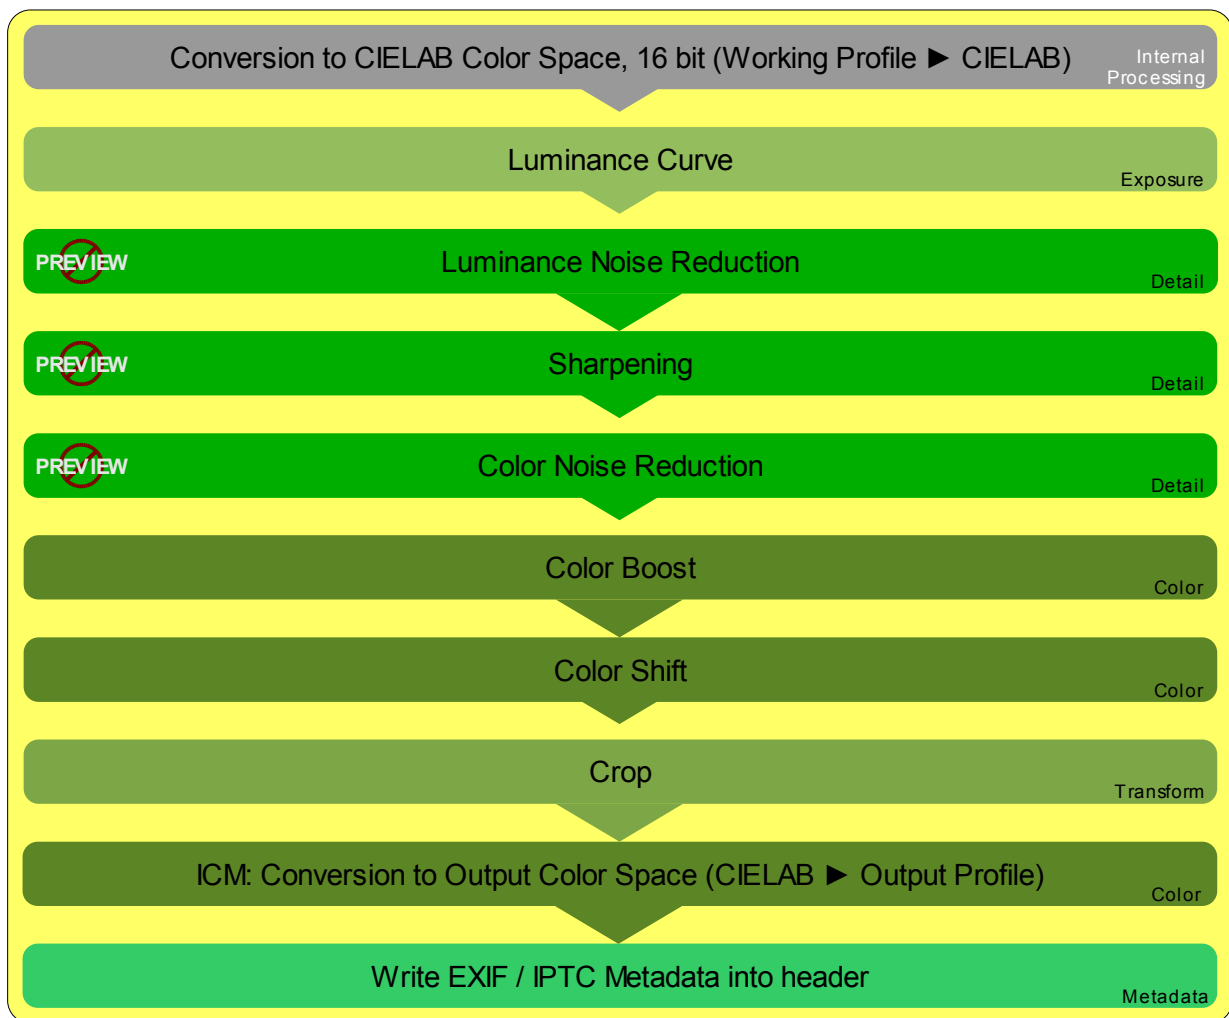 Conversion to CIELAB Color Space, 16 bit (Working Profile ► CIELAB)
Internal
Processing
Luminance Curve
Exposure
PREVIEW
Luminance Noise Reduction
Detail
PREVIEW
Sharpening
Detail
PREVIEW
Color Noise Reduction
Detail
Color Boost
Color
Color Shift
Color
Crop
Transform
ICM: Conversion to Output Color Space (CIELAB ► Output Profile)
Color
Write EXIF / IPTC Metadata into header
Metadata